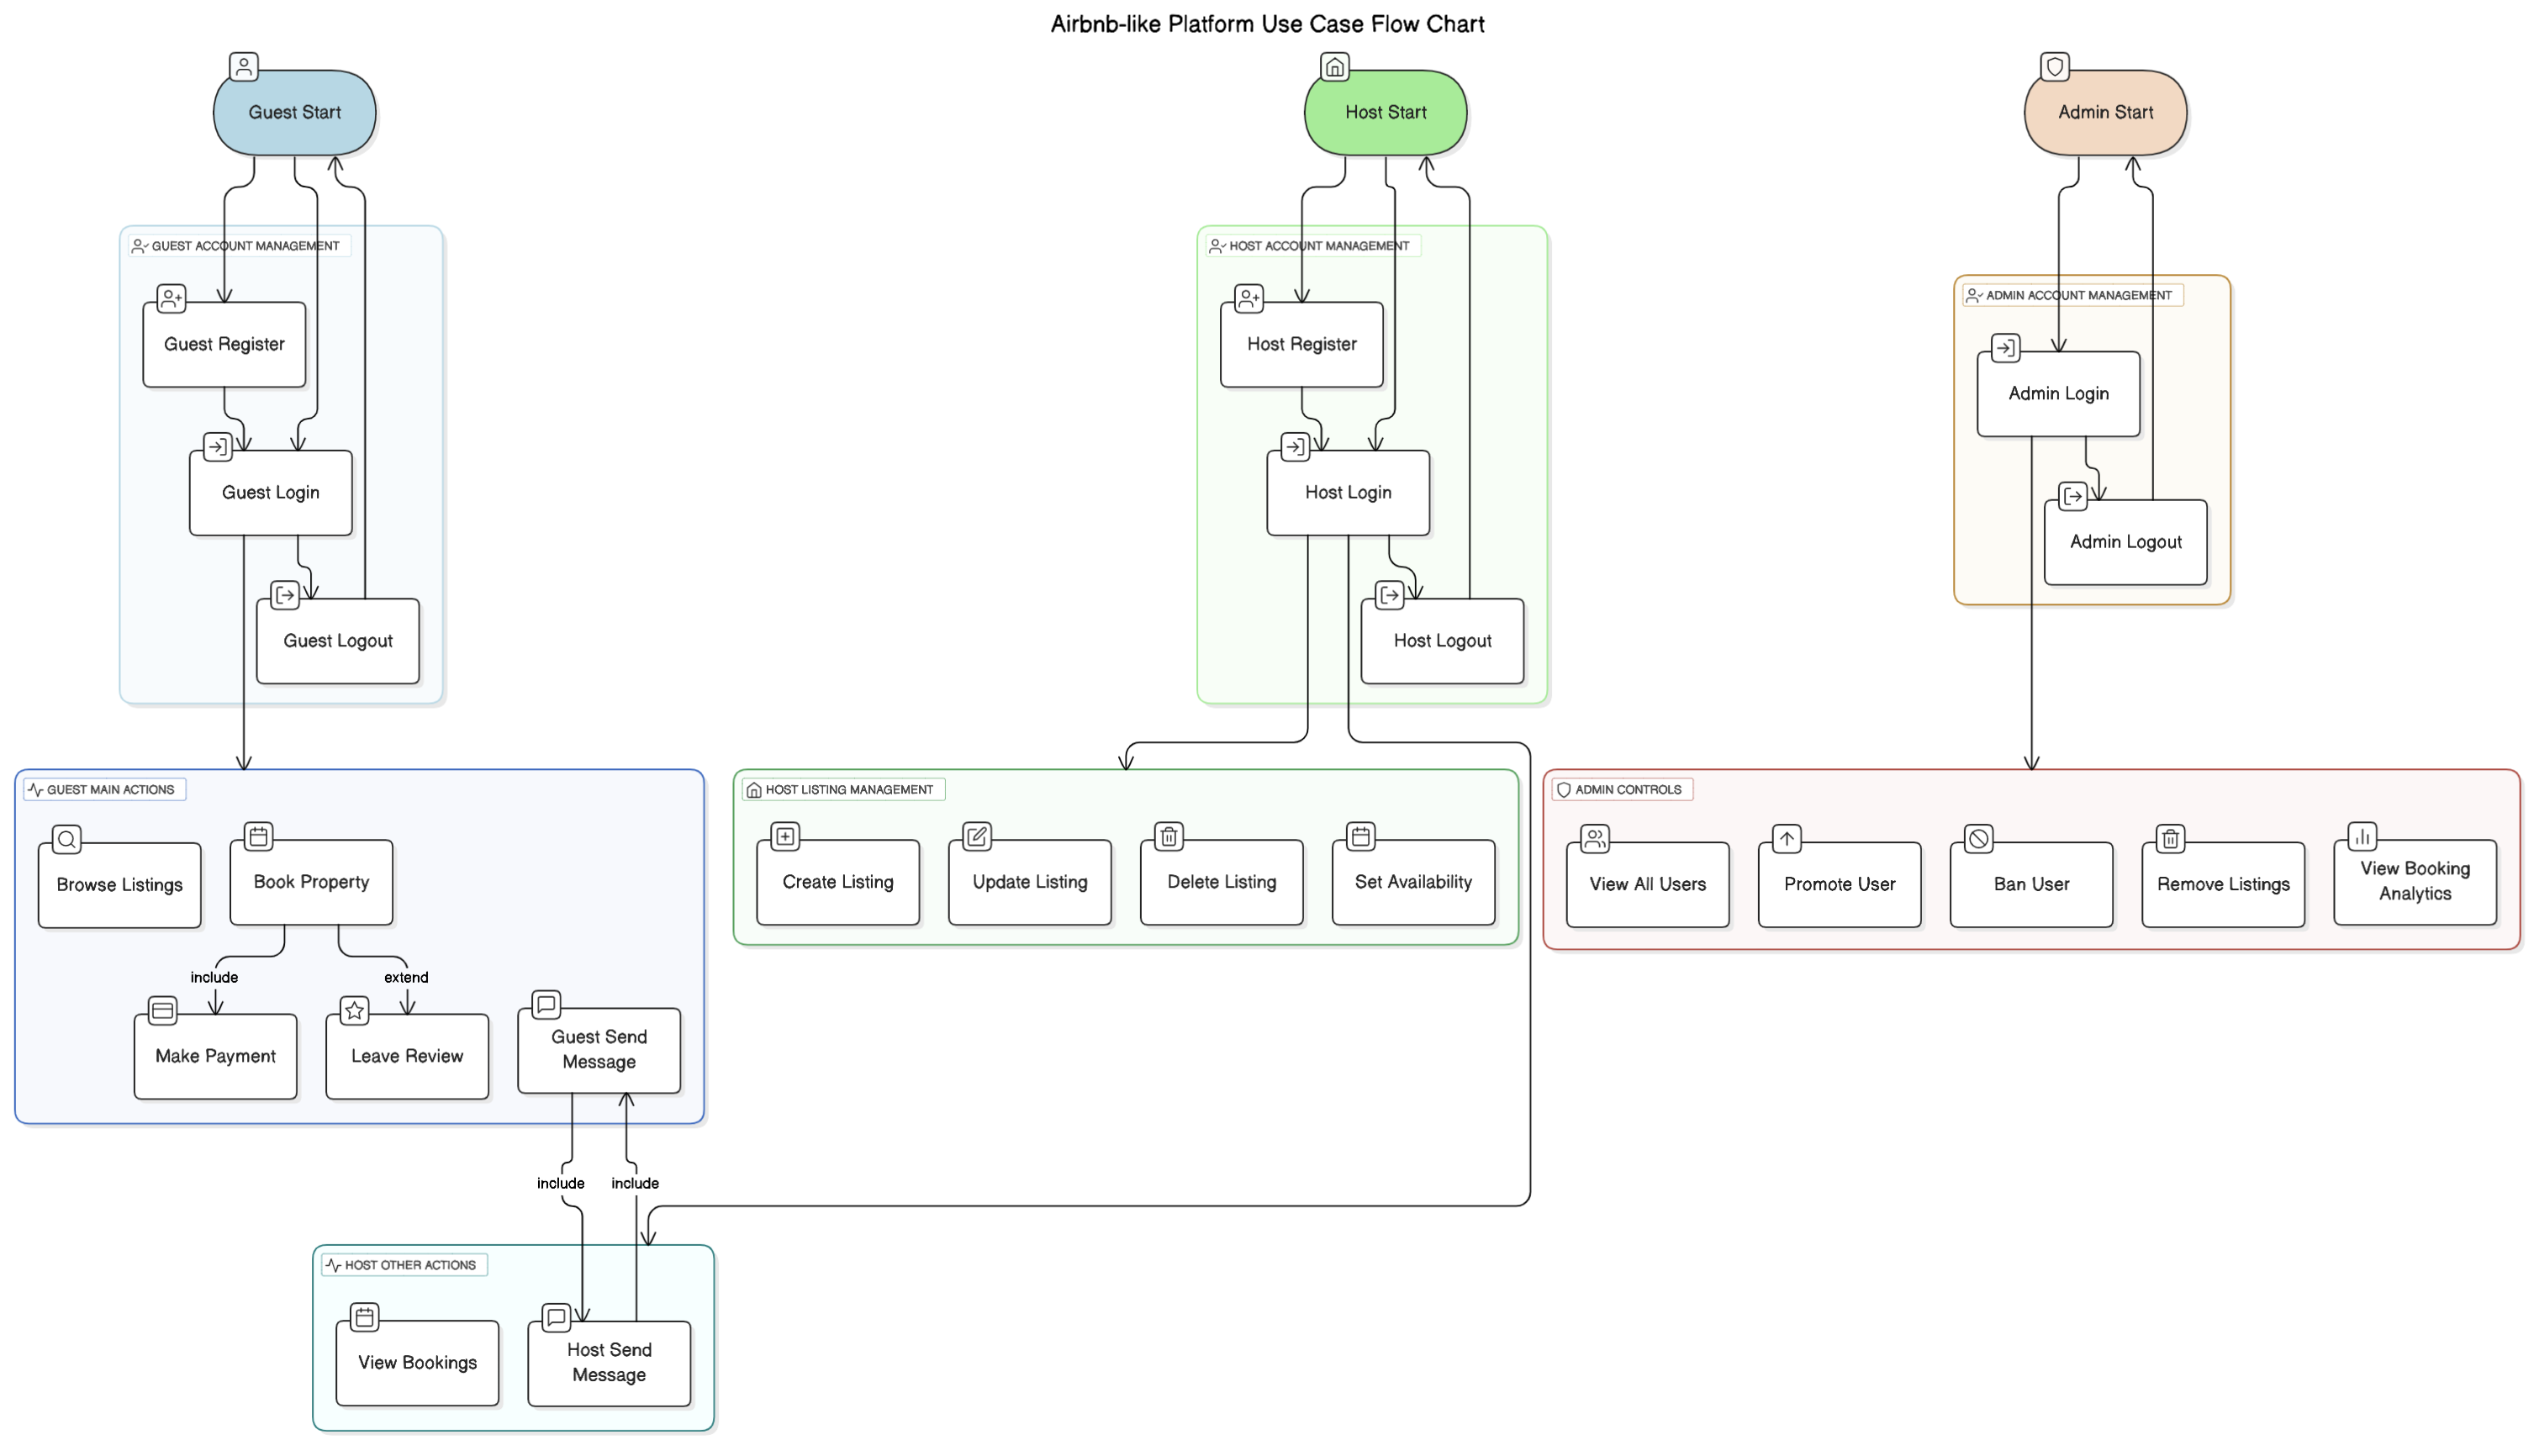 Airbnb-like Platform Use Case Flow Chart
Guest Start
Host Start
Admin Start
GUEST ACCOUNT MANAGEMENT
HOST ACCOUNT MANAGEMENT
ADMIN ACCOUNT MANAGEMENT
Guest Register
Host Register
Admin Login
Guest Login
Host Login
Admin Logout
Guest Logout
Host Logout
GUEST MAIN ACTIONS
HOST LISTING MANAGEMENT
ADMIN CONTROLS
Browse Listings
Book Property
Create Listing
Update Listing
Delete Listing
Set Availability
View All Users
Promote User
Ban User
Remove Listings
View Booking
Analytics
include
extend
Make Payment
Leave Review
Guest Send
Message
include
include
HOST OTHER ACTIONS
View Bookings
Host Send
Message